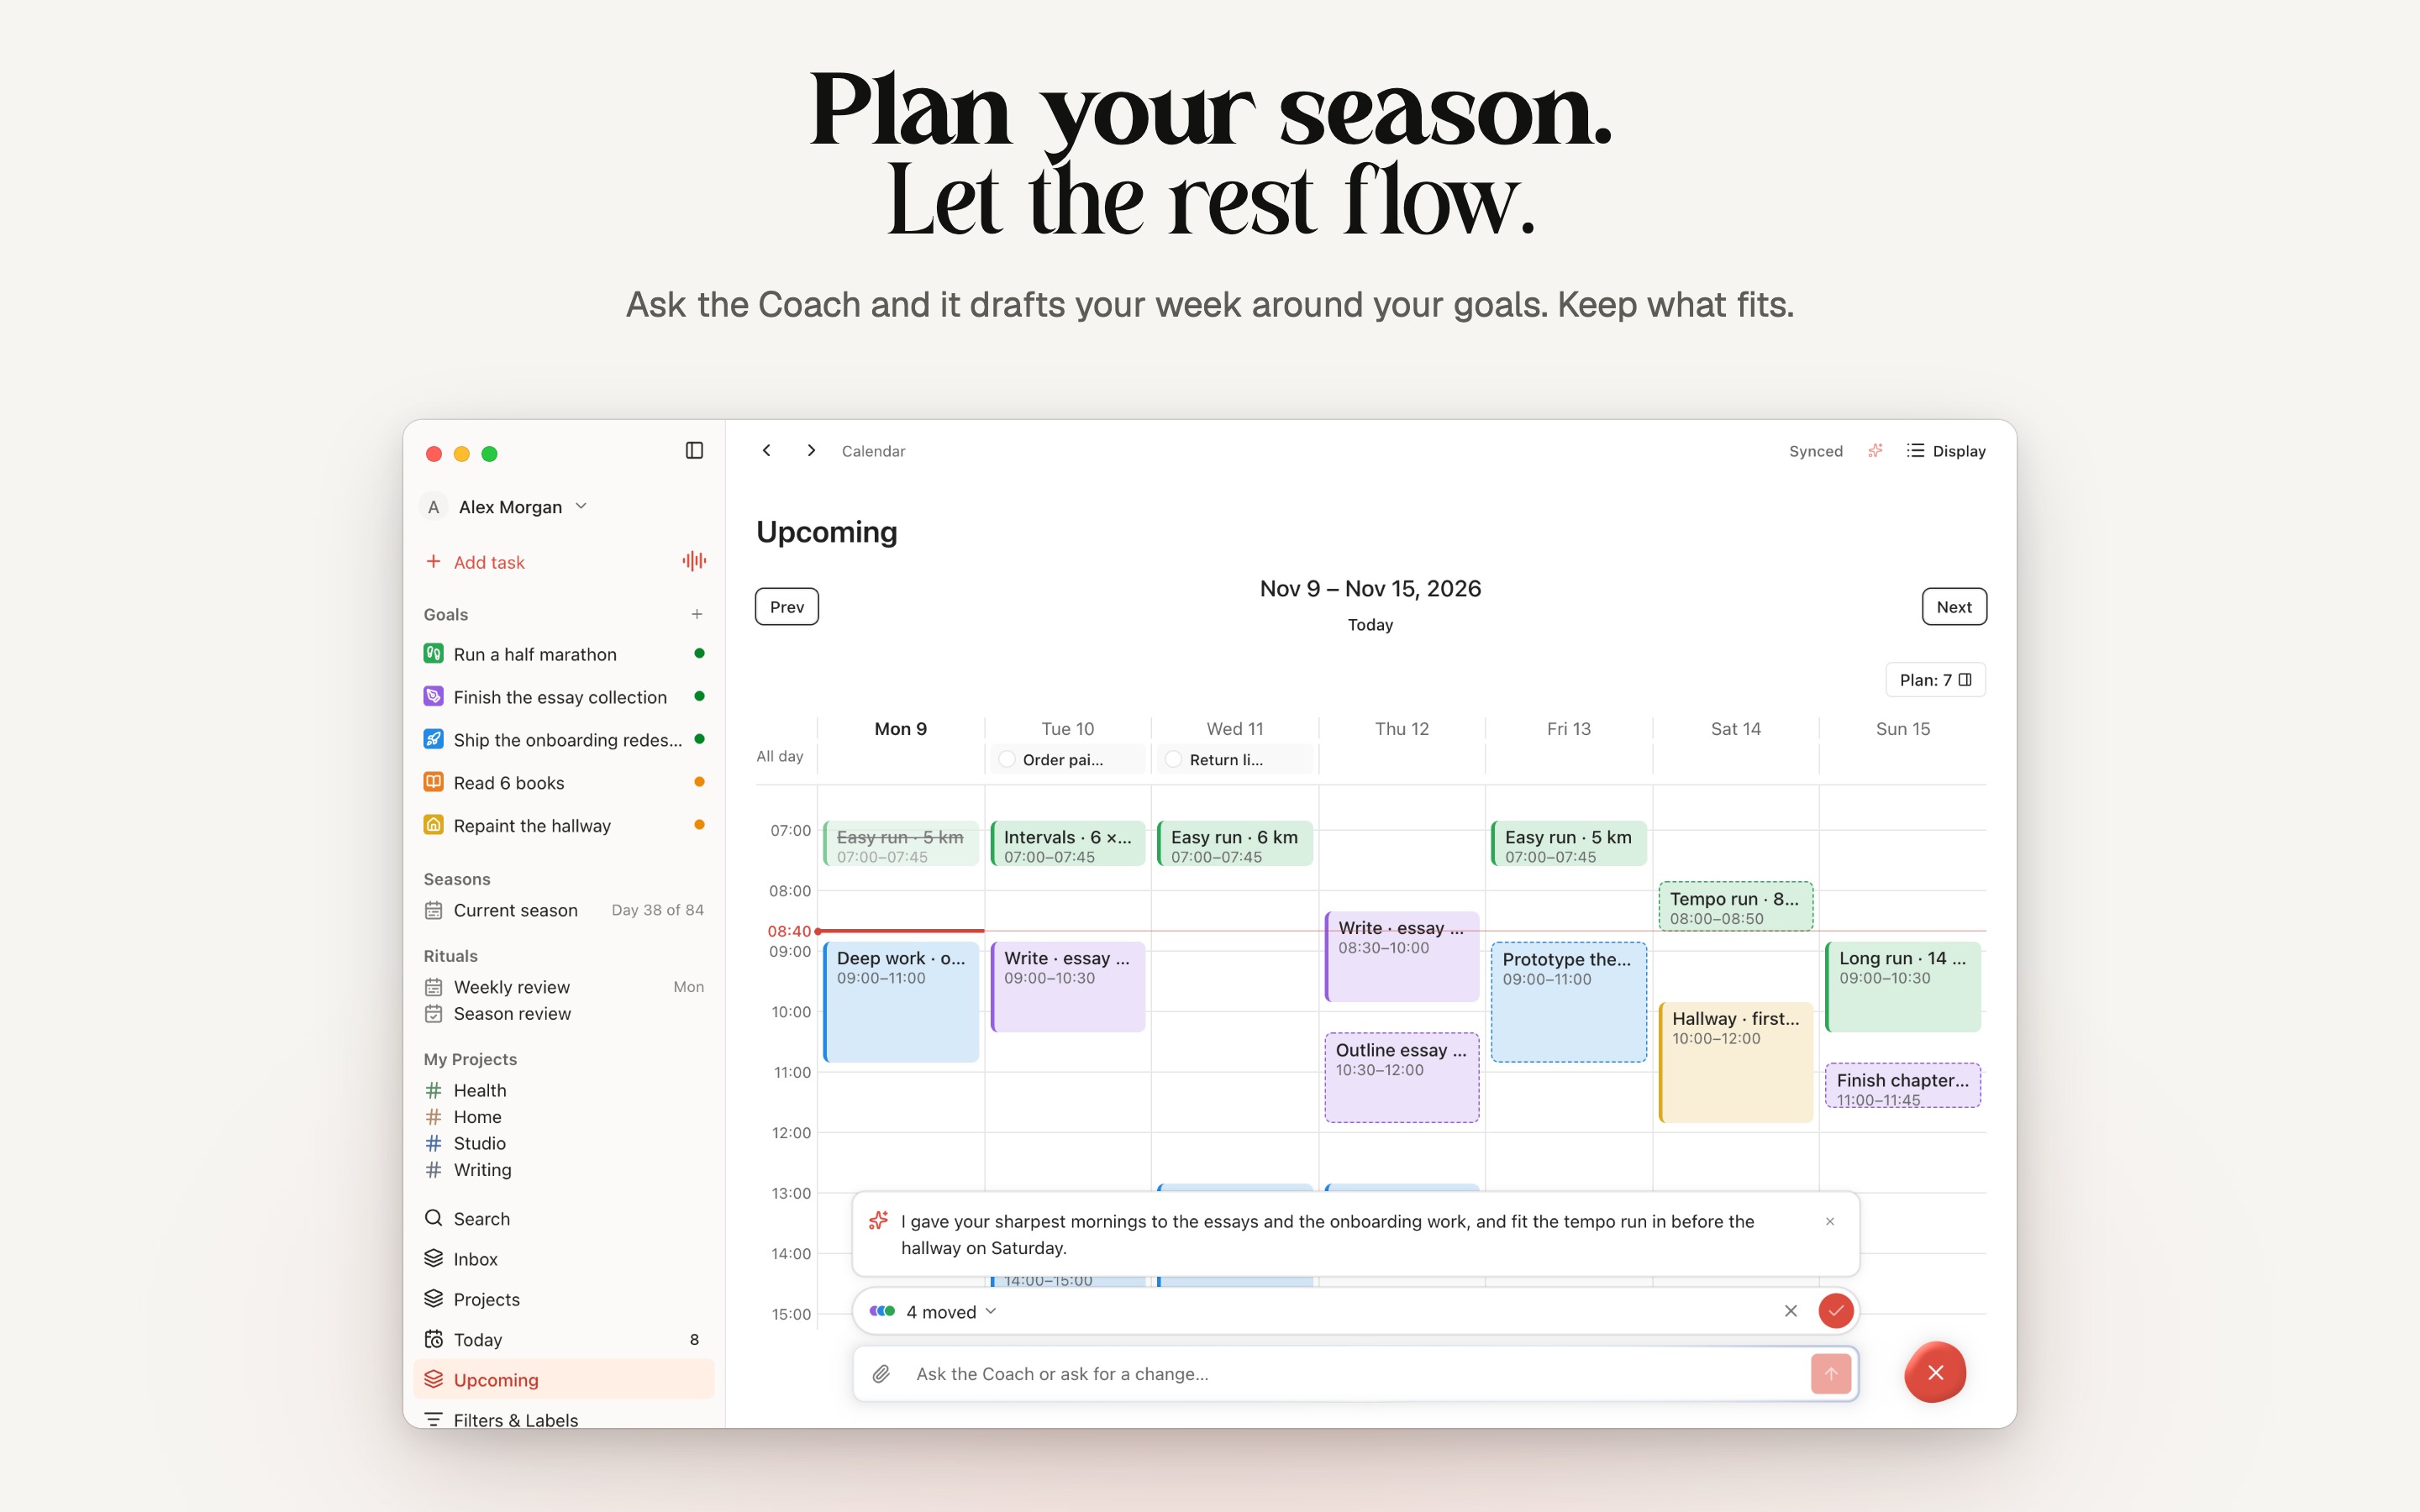 Plan your season.
Let the rest flow.
Ask the Coach and it drafts your week around your goals. Keep what fits.
A Alex Morgan
Add task
Goals
Run a half marathon
Finish the essay collection
Ship the onboarding redes...
Read 6 books
Repaint the hallway
Seasons
Current season Day 38 of 84
Rituals
Weekly review Mon
Season review
My Projects
# Health
# Home
# Studio
# Writing
Search
Inbox
Projects
Today 8
Upcoming
Filters & Labels
Calendar
Synced
Display
Upcoming
Nov 9 – Nov 15, 2026
Prev
Today
Next
Plan: 7
Mon 9 Tue 10 Wed 11 Thu 12 Fri 13 Sat 14 Sun 15
All day
Order pai...
Return li...
07:00
08:00
08:40
09:00
10:00
11:00
12:00
13:00
14:00
15:00
Easy run · 5 km
07:00–07:45
Deep work · o...
09:00–11:00
Intervals · 6 ×...
07:00–07:45
Write · essay ...
09:00–10:30
14:00–15:00
Easy run · 6 km
07:00–07:45
Write · essay ...
08:30–10:00
Outline essay ...
10:30–12:00
Easy run · 5 km
07:00–07:45
Prototype the...
09:00–11:00
Tempo run · 8...
08:00–08:50
Hallway · first...
10:00–12:00
Long run · 14 ...
09:00–10:30
Finish chapter...
11:00–11:45
I gave your sharpest mornings to the essays and the onboarding work, and fit the tempo run in before the
hallway on Saturday.
4 moved
Ask the Coach or ask for a change...